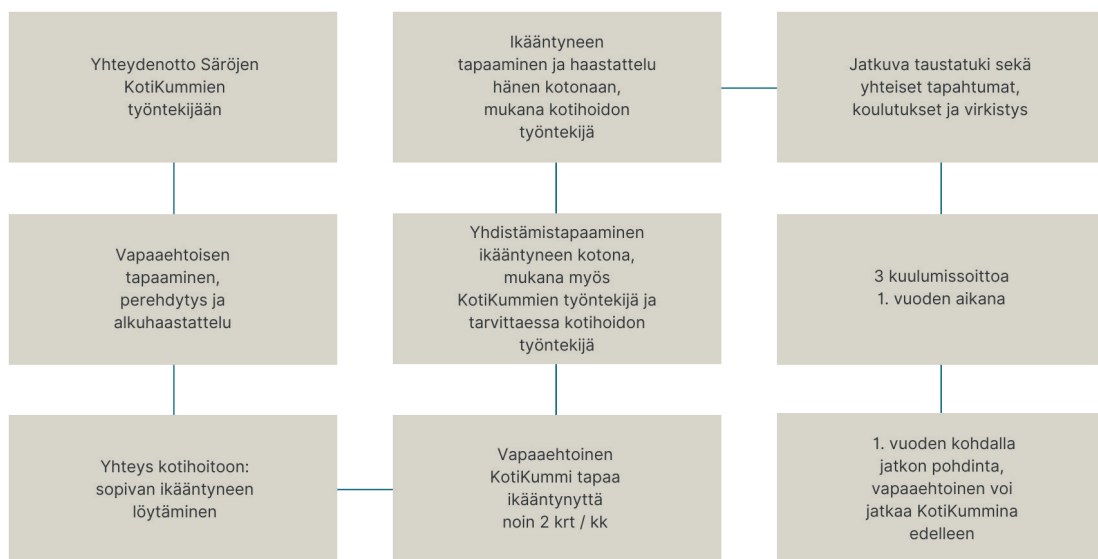 Yhteydenotto Säröjen
KotiKummien
työntekijään
Vapaaehtoisen
tapaaminen,
perehdytys ja
alkuhaastattelu
Yhteys kotihoitoon:
sopivan ikääntyneen
löytäminen
Vapaaehtoinen
KotiKummi tapaa
ikääntynyttä
noin 2 krt / kk
Yhdistämistapaaminen
ikääntyneen kotona,
mukana myös
KotiKummien työntekijä ja
tarvittaessa kotihoidon
työntekijä
Ikääntyneen
tapaaminen ja haastattelu
hänen kotonaan,
mukana kotihoidon
työntekijä
Jatkuva taustatuki sekä
yhteiset tapahtumat,
koulutukset ja virkistys
3 kuulumissoittoa
1. vuoden aikana
1. vuoden kohdalla
jatkon pohdinta,
vapaaehtoinen voi
jatkaa KotiKummina
edelleen